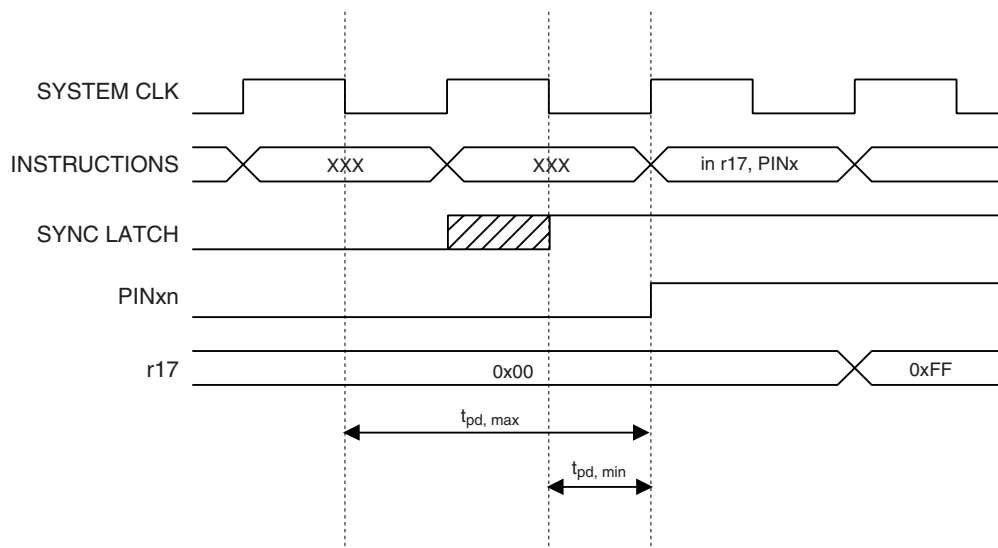 SYSTEM CLK
INSTRUCTIONS
XXX
XXX
in r17, PINx
SYNC LATCH
PINxn
r17
0x00
0xFF
tpd, max
tpd, min